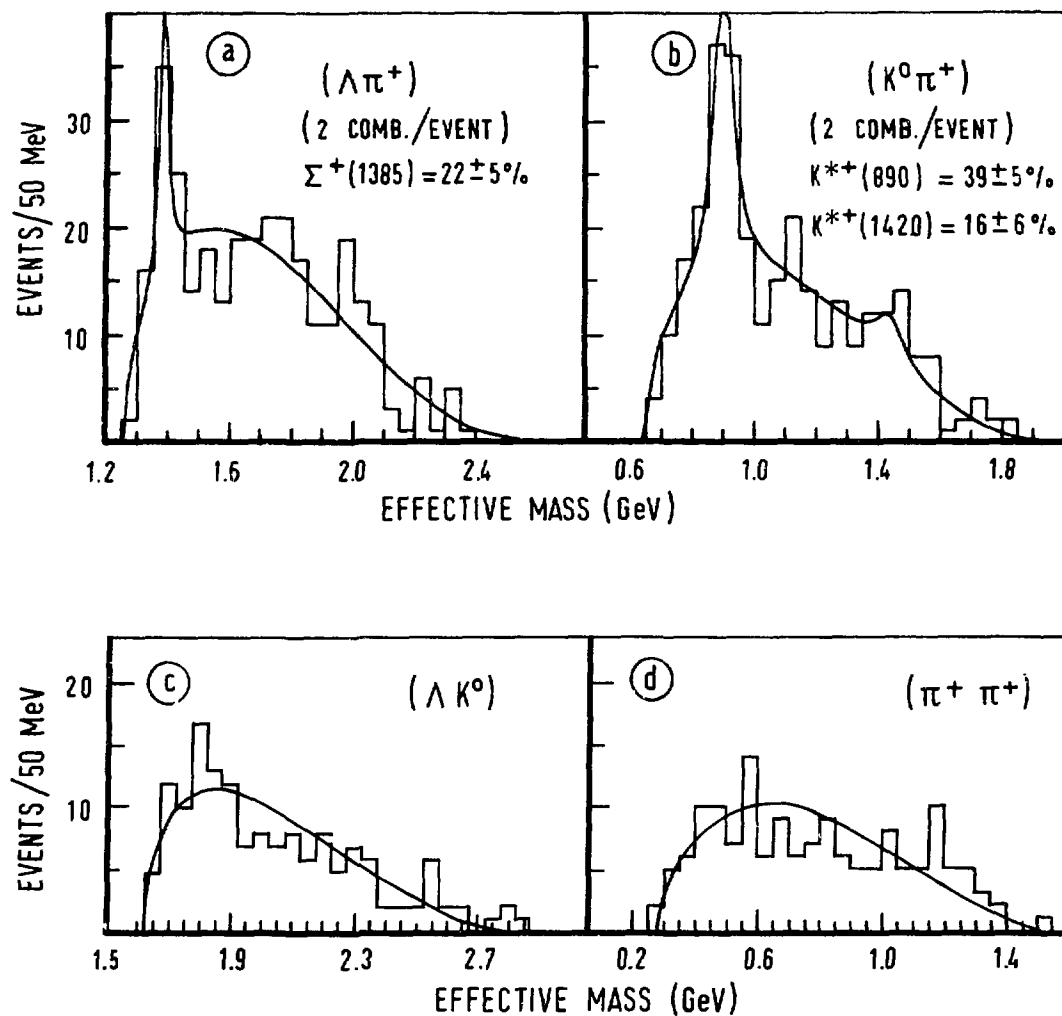 a
(Λπ⁺)
(2 COMB./EVENT)
Σ⁺(1385) = 22 ± 5%
b
(K⁰π⁺)
(2 COMB./EVENT)
K*⁺(890) = 39 ± 5%
K*⁺(1420) = 16 ± 6%
EVENTS/50 MeV
30
20
10
1.2 1.6 2.0 2.4 0.6 1.0 1.4 1.8
EFFECTIVE MASS (GeV)
c
(ΛK⁰)
d
(π⁺ π⁺)
EVENTS/50 MeV
20
10
1.5 1.9 2.3 2.7 0.2 0.6 1.0 1.4
EFFECTIVE MASS (GeV)